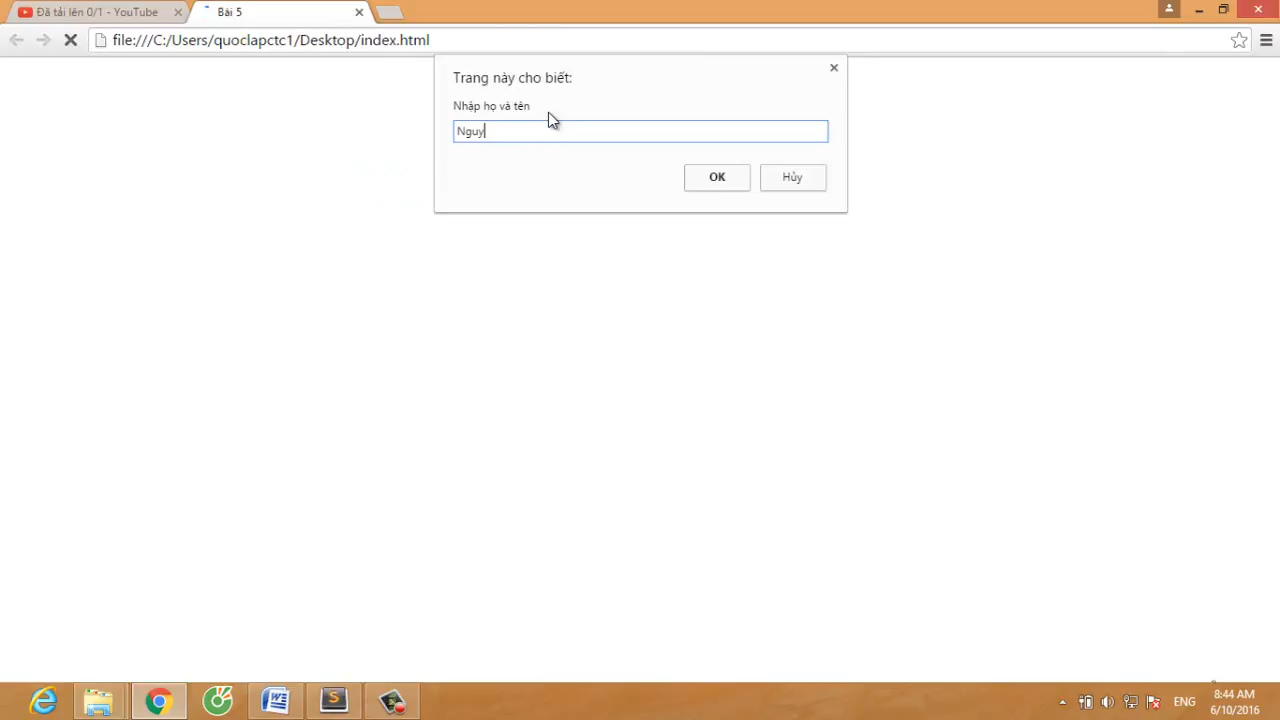 Đã tải lên 0/1 - YouTube
Bài 5
file:///C:/Users/quoclapctc1/Desktop/index.html
Trang này cho biết:
Nhập họ và tên
Nguy
OK
Hủy
ENG
8:44 AM
6/10/2016